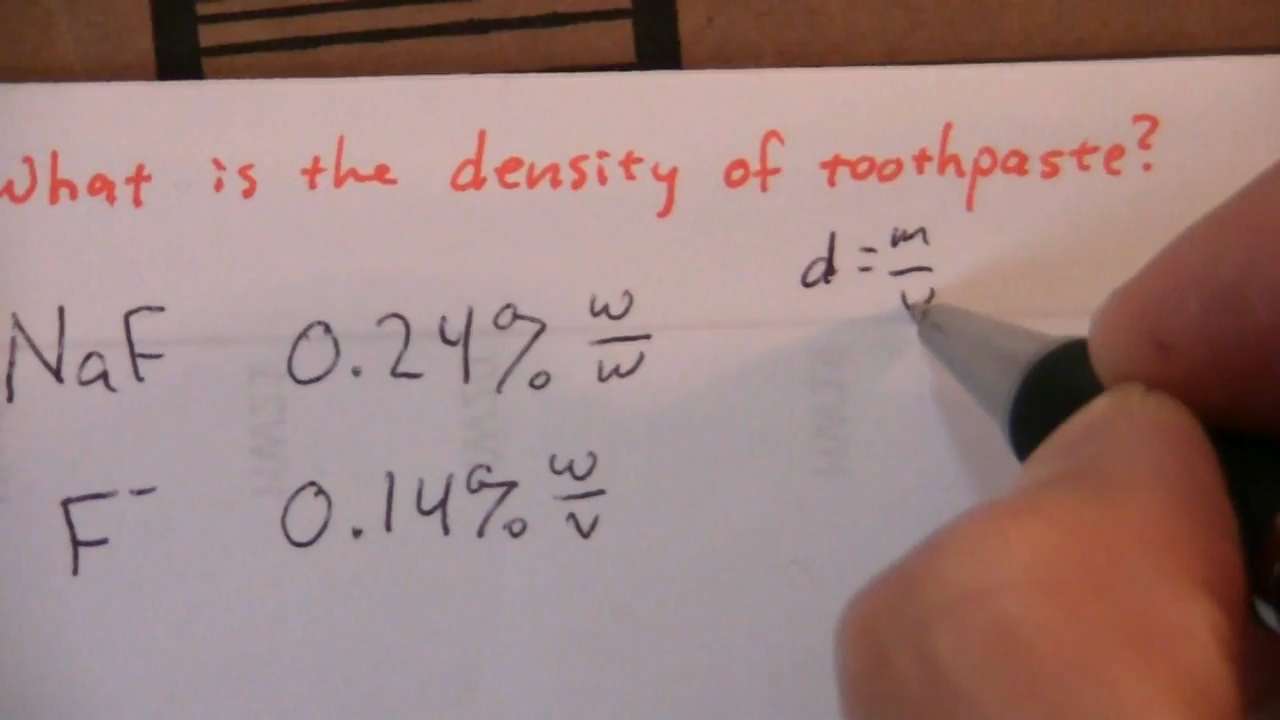 What is the density of toothpaste?
d = m/v
NaF 0.24% w/w
F⁻ 0.14% w/v